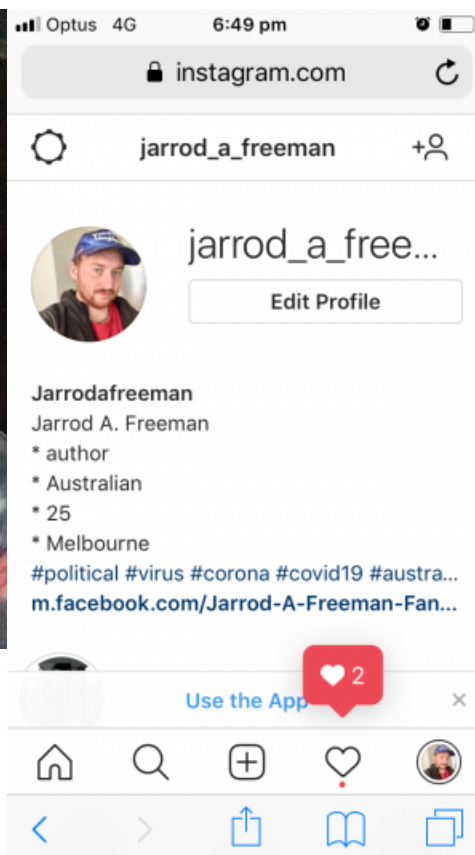 Optus 4G 6:49 pm
instagram.com
jarrod_a_freeman
jarrod_a_free...
Edit Profile
Jarrodafreeman
Jarrod A. Freeman
* author
* Australian
* 25
* Melbourne
#political #virus #corona #covid19 #austra...
m.facebook.com/Jarrod-A-Freeman-Fan...
2
Use the App